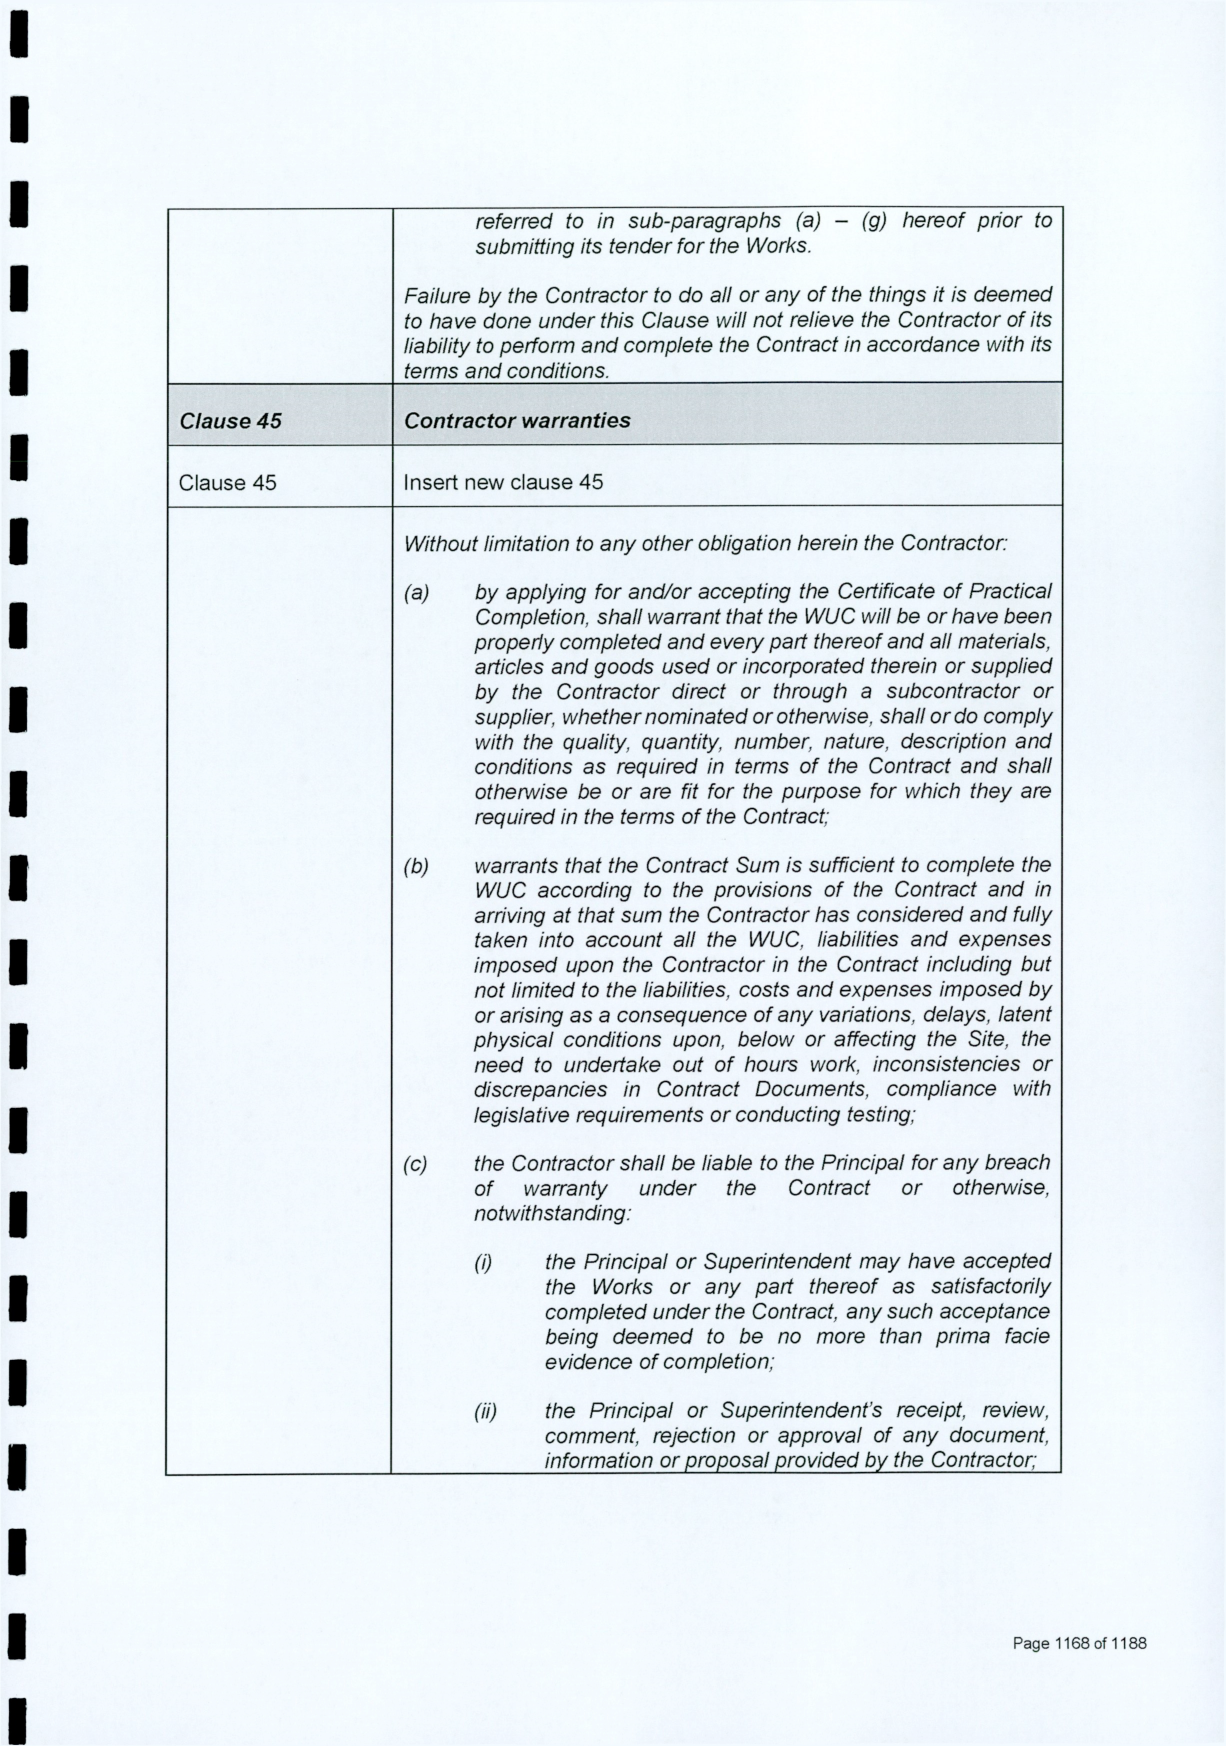 referred to in sub-paragraphs (a) – (g) hereof prior to
submitting its tender for the Works.
Failure by the Contractor to do all or any of the things it is deemed
to have done under this Clause will not relieve the Contractor of its
liability to perform and complete the Contract in accordance with its
terms and conditions.
Clause 45 Contractor warranties
Clause 45 Insert new clause 45
Without limitation to any other obligation herein the Contractor:
(a) by applying for and/or accepting the Certificate of Practical
Completion, shall warrant that the WUC will be or have been
properly completed and every part thereof and all materials,
articles and goods used or incorporated therein or supplied
by the Contractor direct or through a subcontractor or
supplier, whether nominated or otherwise, shall or do comply
with the quality, quantity, number, nature, description and
conditions as required in terms of the Contract and shall
otherwise be or are fit for the purpose for which they are
required in the terms of the Contract;
(b) warrants that the Contract Sum is sufficient to complete the
WUC according to the provisions of the Contract and in
arriving at that sum the Contractor has considered and fully
taken into account all the WUC, liabilities and expenses
imposed upon the Contractor in the Contract including but
not limited to the liabilities, costs and expenses imposed by
or arising as a consequence of any variations, delays, latent
physical conditions upon, below or affecting the Site, the
need to undertake out of hours work, inconsistencies or
discrepancies in Contract Documents, compliance with
legislative requirements or conducting testing;
(c) the Contractor shall be liable to the Principal for any breach
of warranty under the Contract or otherwise,
notwithstanding:
(i) the Principal or Superintendent may have accepted
the Works or any part thereof as satisfactorily
completed under the Contract, any such acceptance
being deemed to be no more than prima facie
evidence of completion;
(ii) the Principal or Superintendent's receipt, review,
comment, rejection or approval of any document,
information or proposal provided by the Contractor;
Page 1168 of 1188